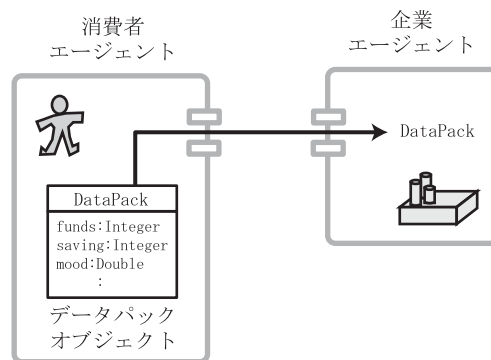 消費者
エージェント
企業
エージェント
DataPack
DataPack
funds:Integer
saving:Integer
mood:Double
:
データパック
オブジェクト